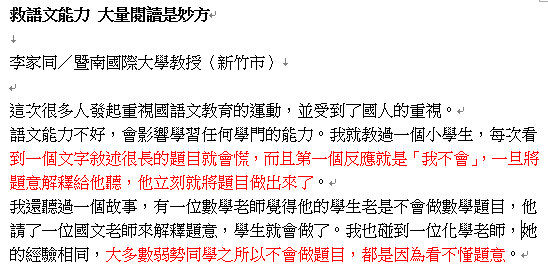 救語文能力 大量閱讀是妙方
李家同／暨南國際大學教授（新竹市）
這次很多人發起重視國語文教育的運動，並受到了國人的重視。
語文能力不好，會影響學習任何學門的能力。我就教過一個小學生，每次看
到一個文字敘述很長的題目就會慌，而且第一個反應就是「我不會」，一旦將
題意解釋給他聽，他立刻就將題目做出來了。
我還聽過一個故事，有一位數學老師覺得他的學生老是不會做數學題目，他
請了一位國文老師來解釋題意，學生就會做了。我也碰到一位化學老師，她
的經驗相同，大多數弱勢同學之所以不會做題目，都是因為看不懂題意。